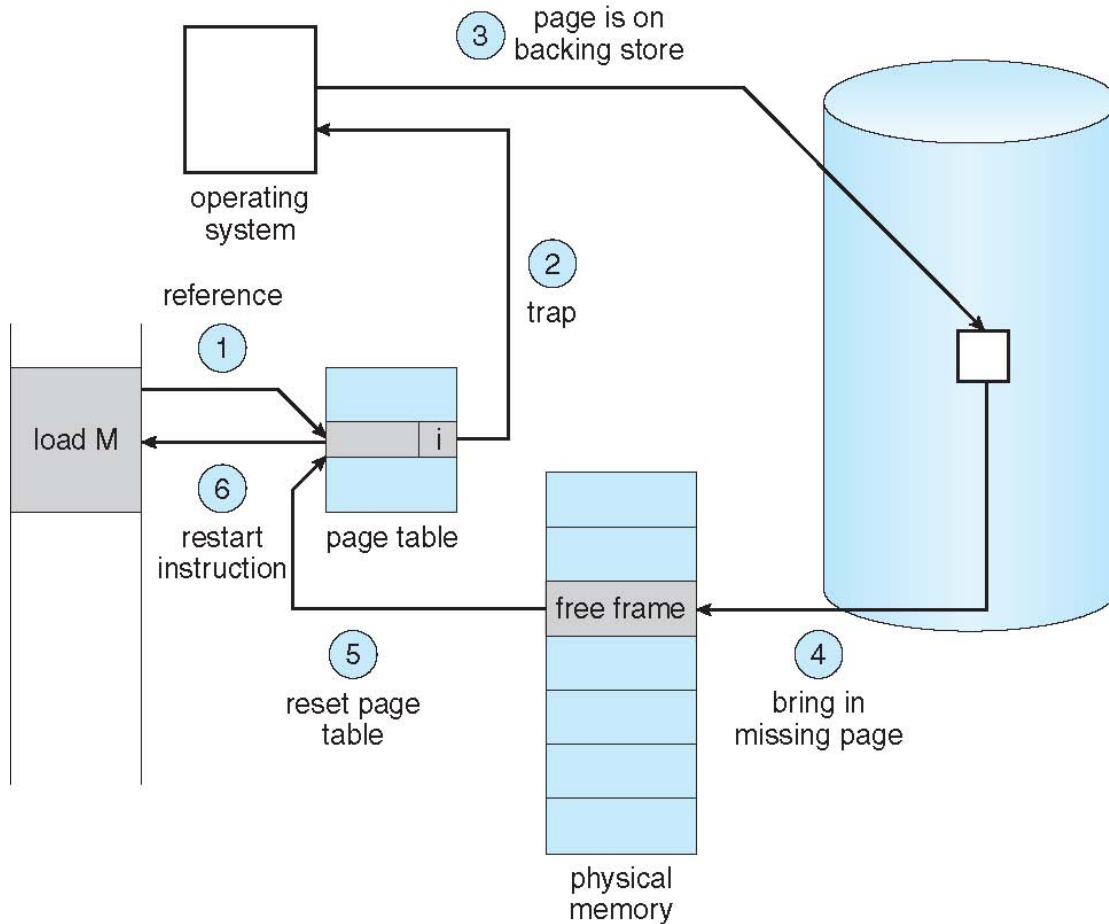 3
page is on
backing store
operating
system
2
trap
reference
1
load M
i
6
restart
instruction
page table
free frame
5
reset page
table
4
bring in
missing page
physical
memory